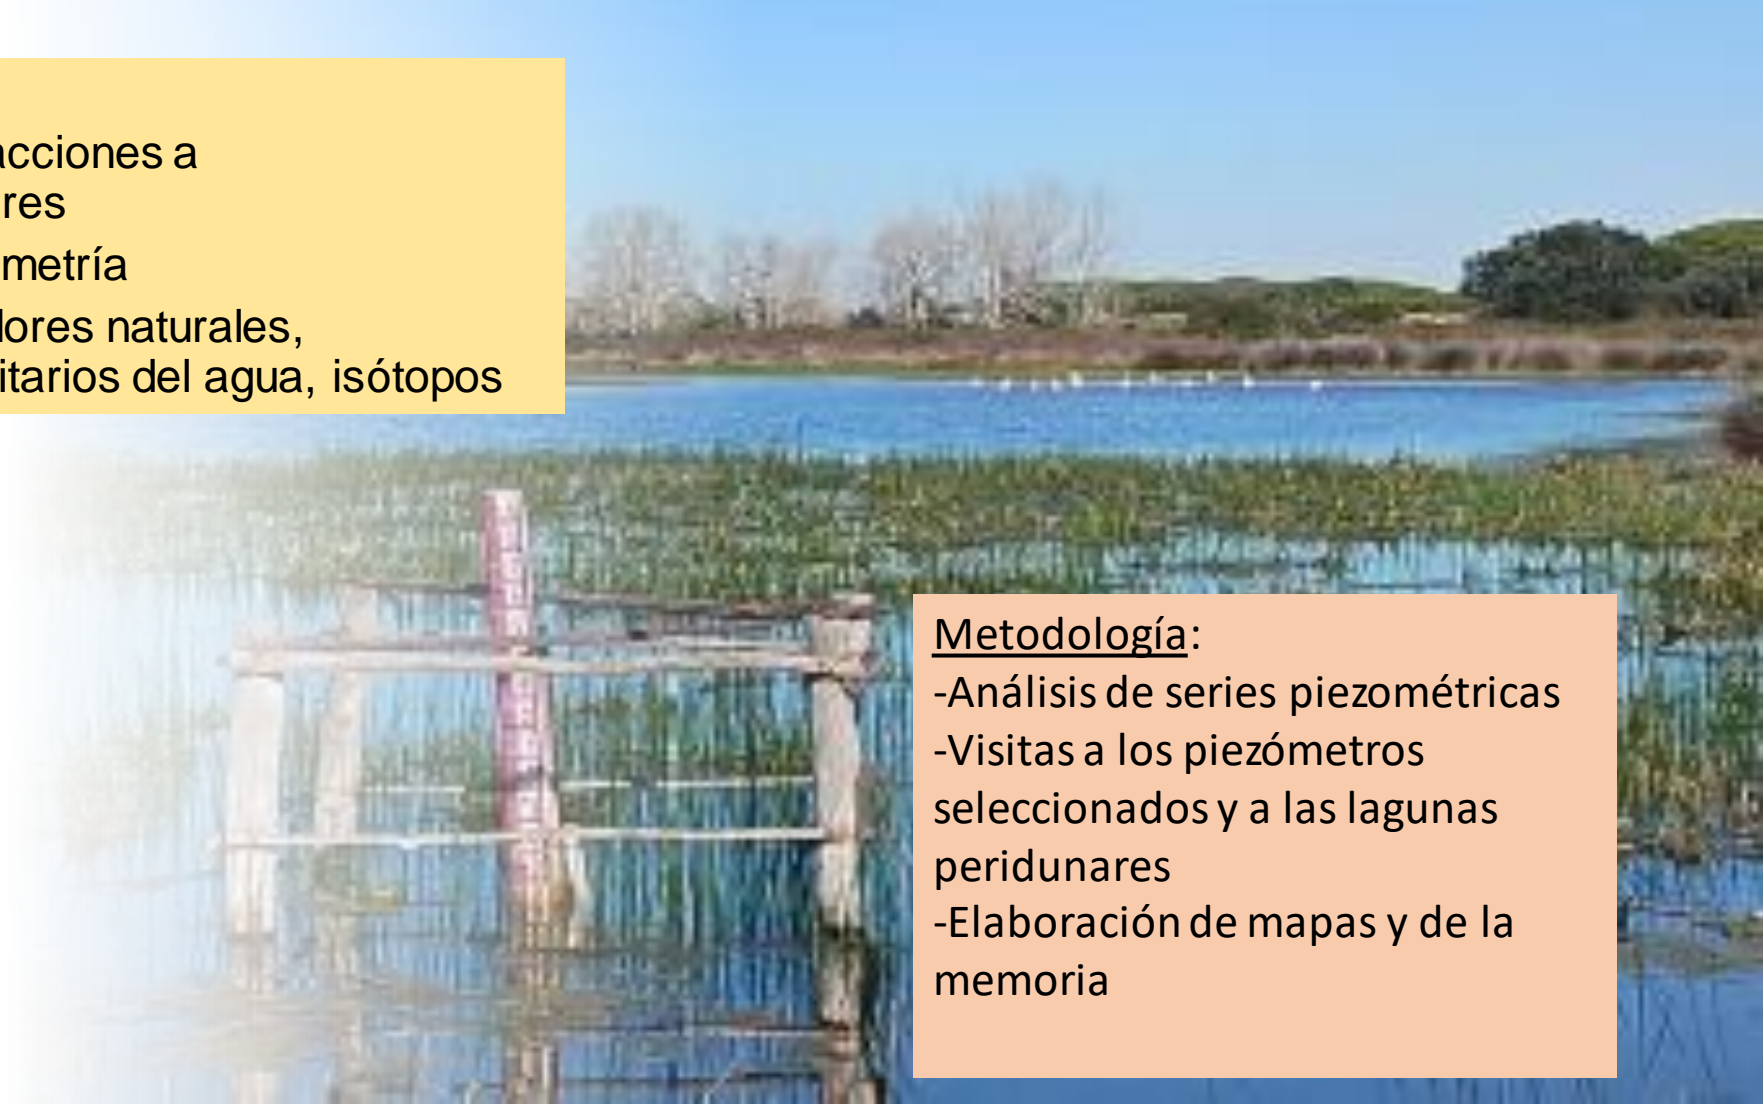 acciones a
res
metría
dores naturales,
itarios del agua, isótopos
Metodología:
-Análisis de series piezométricas
-Visitas a los piezómetros
seleccionados y a las lagunas
peridunares
-Elaboración de mapas y de la
memoria